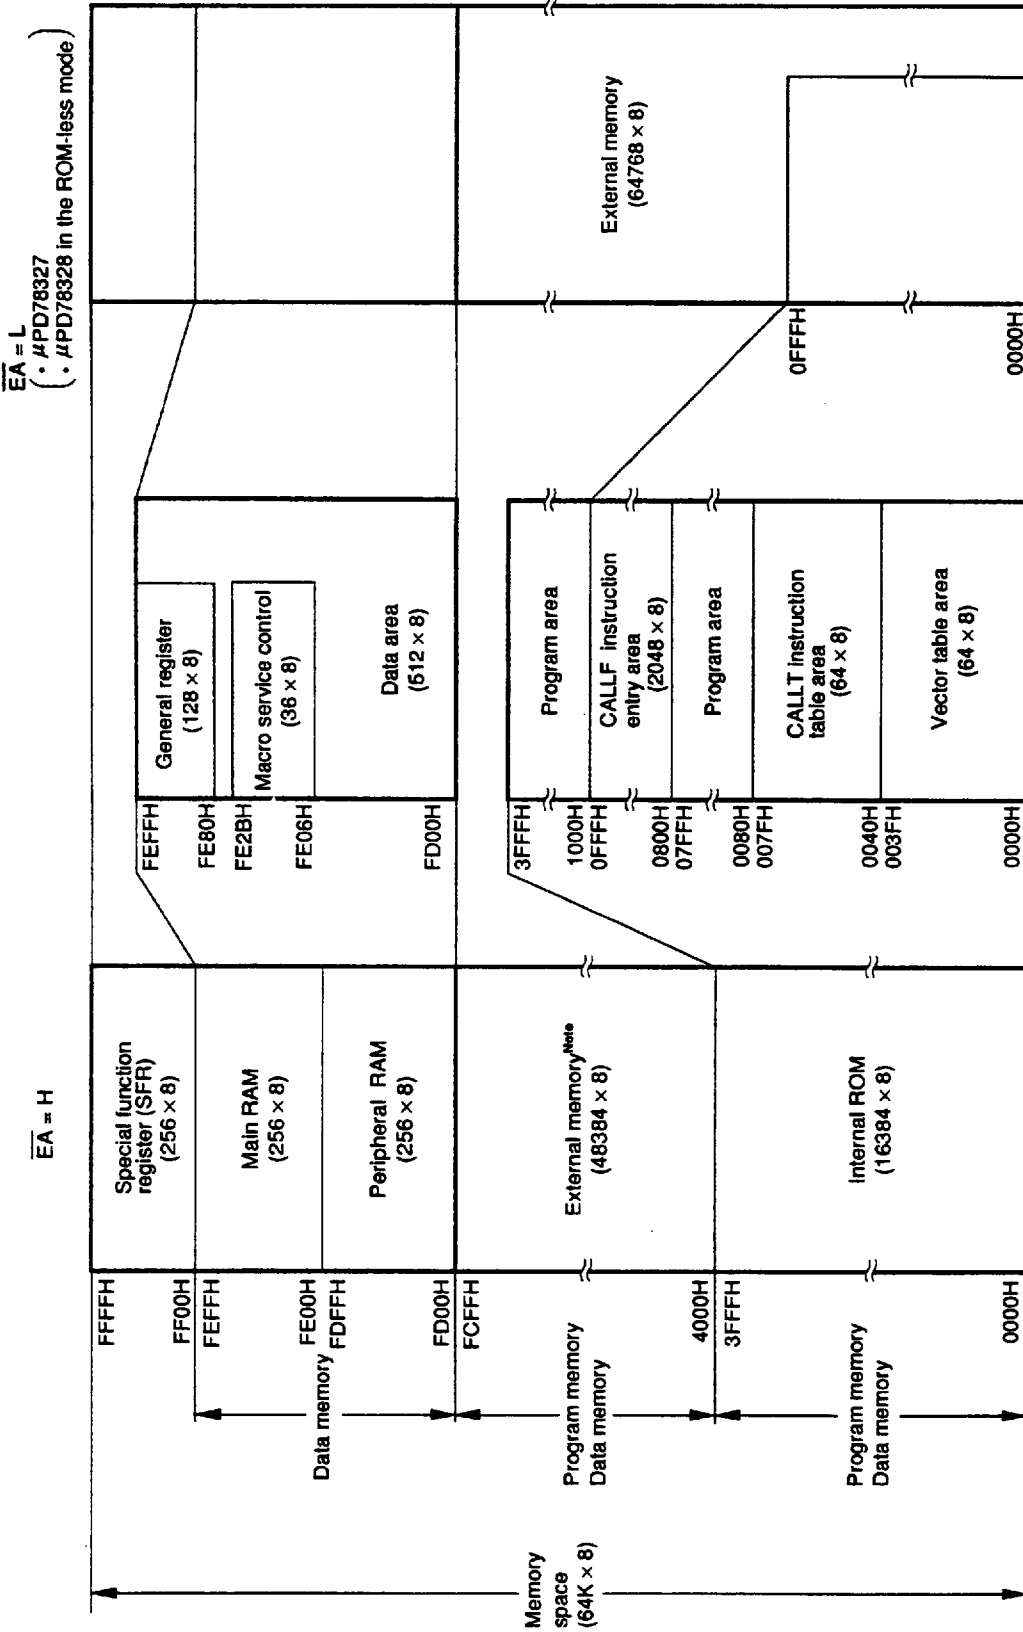 EA = H
EA = L
( · μPD78327
· μPD78328 in the ROM-less mode )
Memory
space
(64K × 8)
Data memory
Program memory
Data memory
Program memory
Data memory
FFFFH
FF00H
FEFFH
FE00H
FDFFH
FD00H
FCFFH
4000H
3FFFH
0000H
Special function
register (SFR)
(256 × 8)
Main RAM
(256 × 8)
Peripheral RAM
(256 × 8)
External memory Note
(48384 × 8)
Internal ROM
(16384 × 8)
FEFFH
FE80H
FE2BH
FE06H
FD00H
General register
(128 × 8)
Macro service control
(36 × 8)
Data area
(512 × 8)
3FFFH
1000H
0FFFH
0800H
07FFH
0080H
007FH
0040H
003FH
0000H
Program area
CALLF instruction
entry area
(2048 × 8)
Program area
CALLT instruction
table area
(64 × 8)
Vector table area
(64 × 8)
External memory
(64768 × 8)
0FFFH
0000H